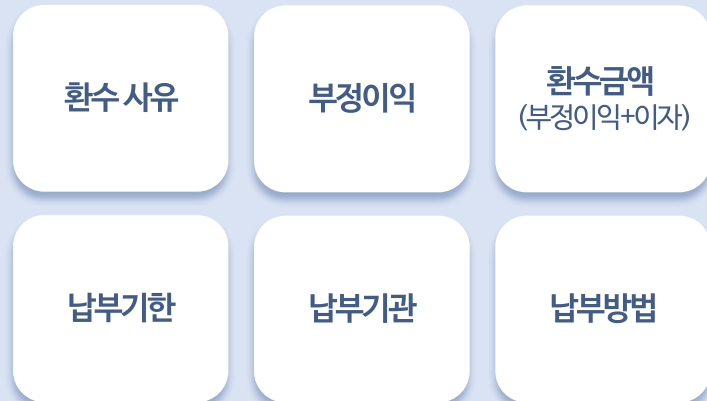 환수 사유
부정이익
환수금액
(부정이익+이자)
납부기한
납부기관
납부방법